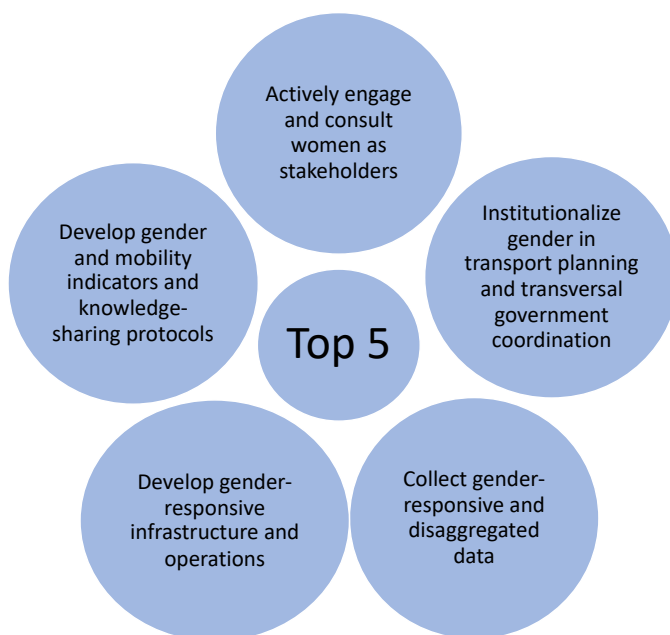 Actively engage
and consult
women as
stakeholders
Institutionalize
gender in
transport planning
and transversal
government
coordination
Collect gender-
responsive and
disaggregated
data
Develop gender-
responsive
infrastructure and
operations
Develop gender
and mobility
indicators and
knowledge-
sharing protocols
Top 5